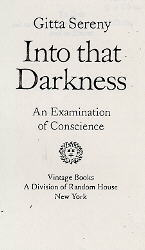 Gitta Sereny
Into that
Darkness
An Examination
of Conscience
Vintage Books
A Division of Random House
New York